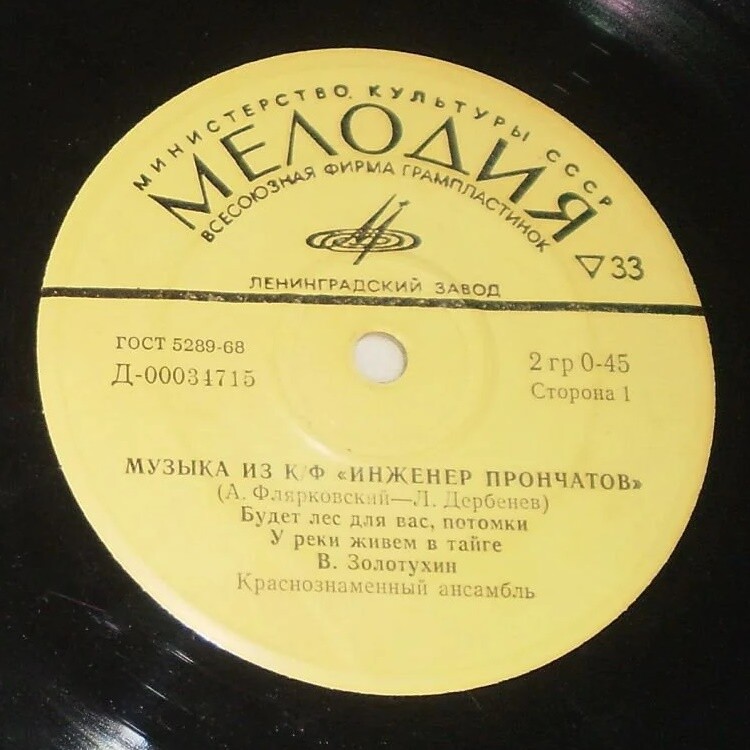 МИНИСТЕРСТВО КУЛЬТУРЫ СССР
МЕЛОДИЯ
ВСЕСОЮЗНАЯ ФИРМА ГРАМПЛАСТИНОК
ЛЕНИНГРАДСКИЙ ЗАВОД
▽33
ГОСТ 5289-68
Д-00034715
2 гр 0-45
Сторона 1
МУЗЫКА ИЗ К/Ф «ИНЖЕНЕР ПРОНЧАТОВ»
(А. Флярковский—Л. Дербенев)
Будет лес для вас, потомки
У реки живем в тайге
В. Золотухин
Краснознаменный ансамбль